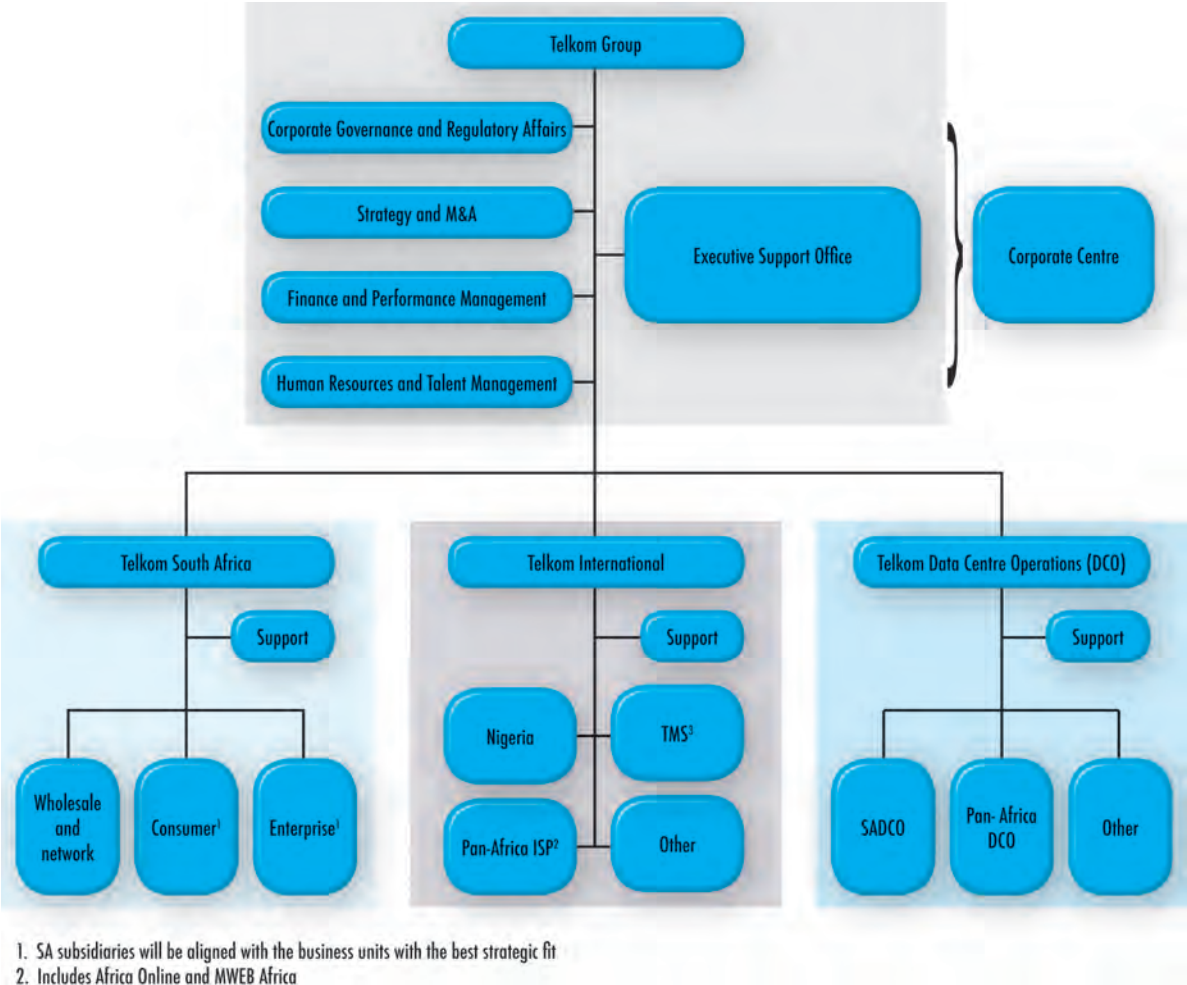 Telkom Group
Corporate Governance and Regulatory Affairs
Strategy and M&A
Finance and Performance Management
Human Resources and Talent Management
Executive Support Office
Corporate Centre
Telkom South Africa
Support
Wholesale
and
network
Consumer¹
Enterprise¹
Telkom International
Support
Nigeria
TMS³
Pan-Africa ISP²
Other
Telkom Data Centre Operations (DCO)
Support
SADCO
Pan- Africa
DCO
Other
1. SA subsidiaries will be aligned with the business units with the best strategic fit
2. Includes Africa Online and MWEB Africa